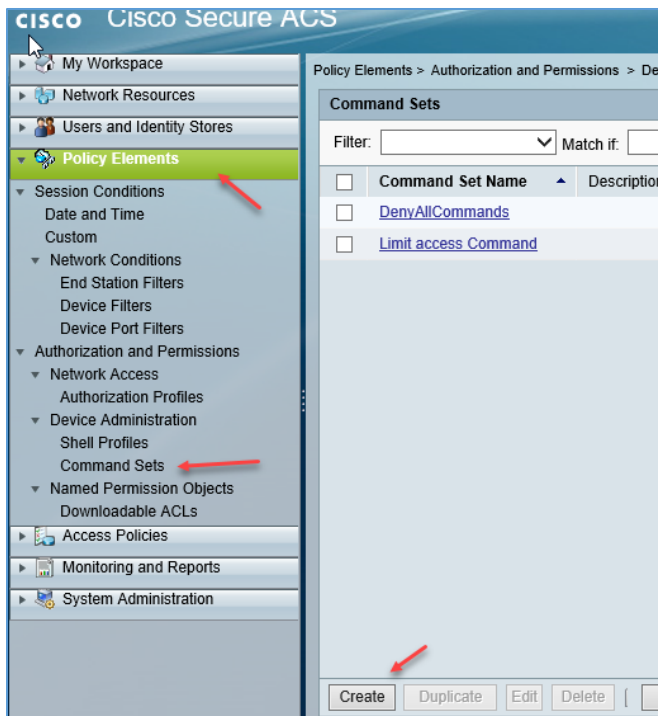 CISCO Cisco Secure ACS
My Workspace
Network Resources
Users and Identity Stores
Policy Elements
Session Conditions
Date and Time
Custom
Network Conditions
End Station Filters
Device Filters
Device Port Filters
Authorization and Permissions
Network Access
Authorization Profiles
Device Administration
Shell Profiles
Command Sets
Named Permission Objects
Downloadable ACLs
Access Policies
Monitoring and Reports
System Administration
Policy Elements > Authorization and Permissions > De
Command Sets
Filter: Match if:
Command Set Name Description
DenyAllCommands
Limit access Command
Create Duplicate Edit Delete |